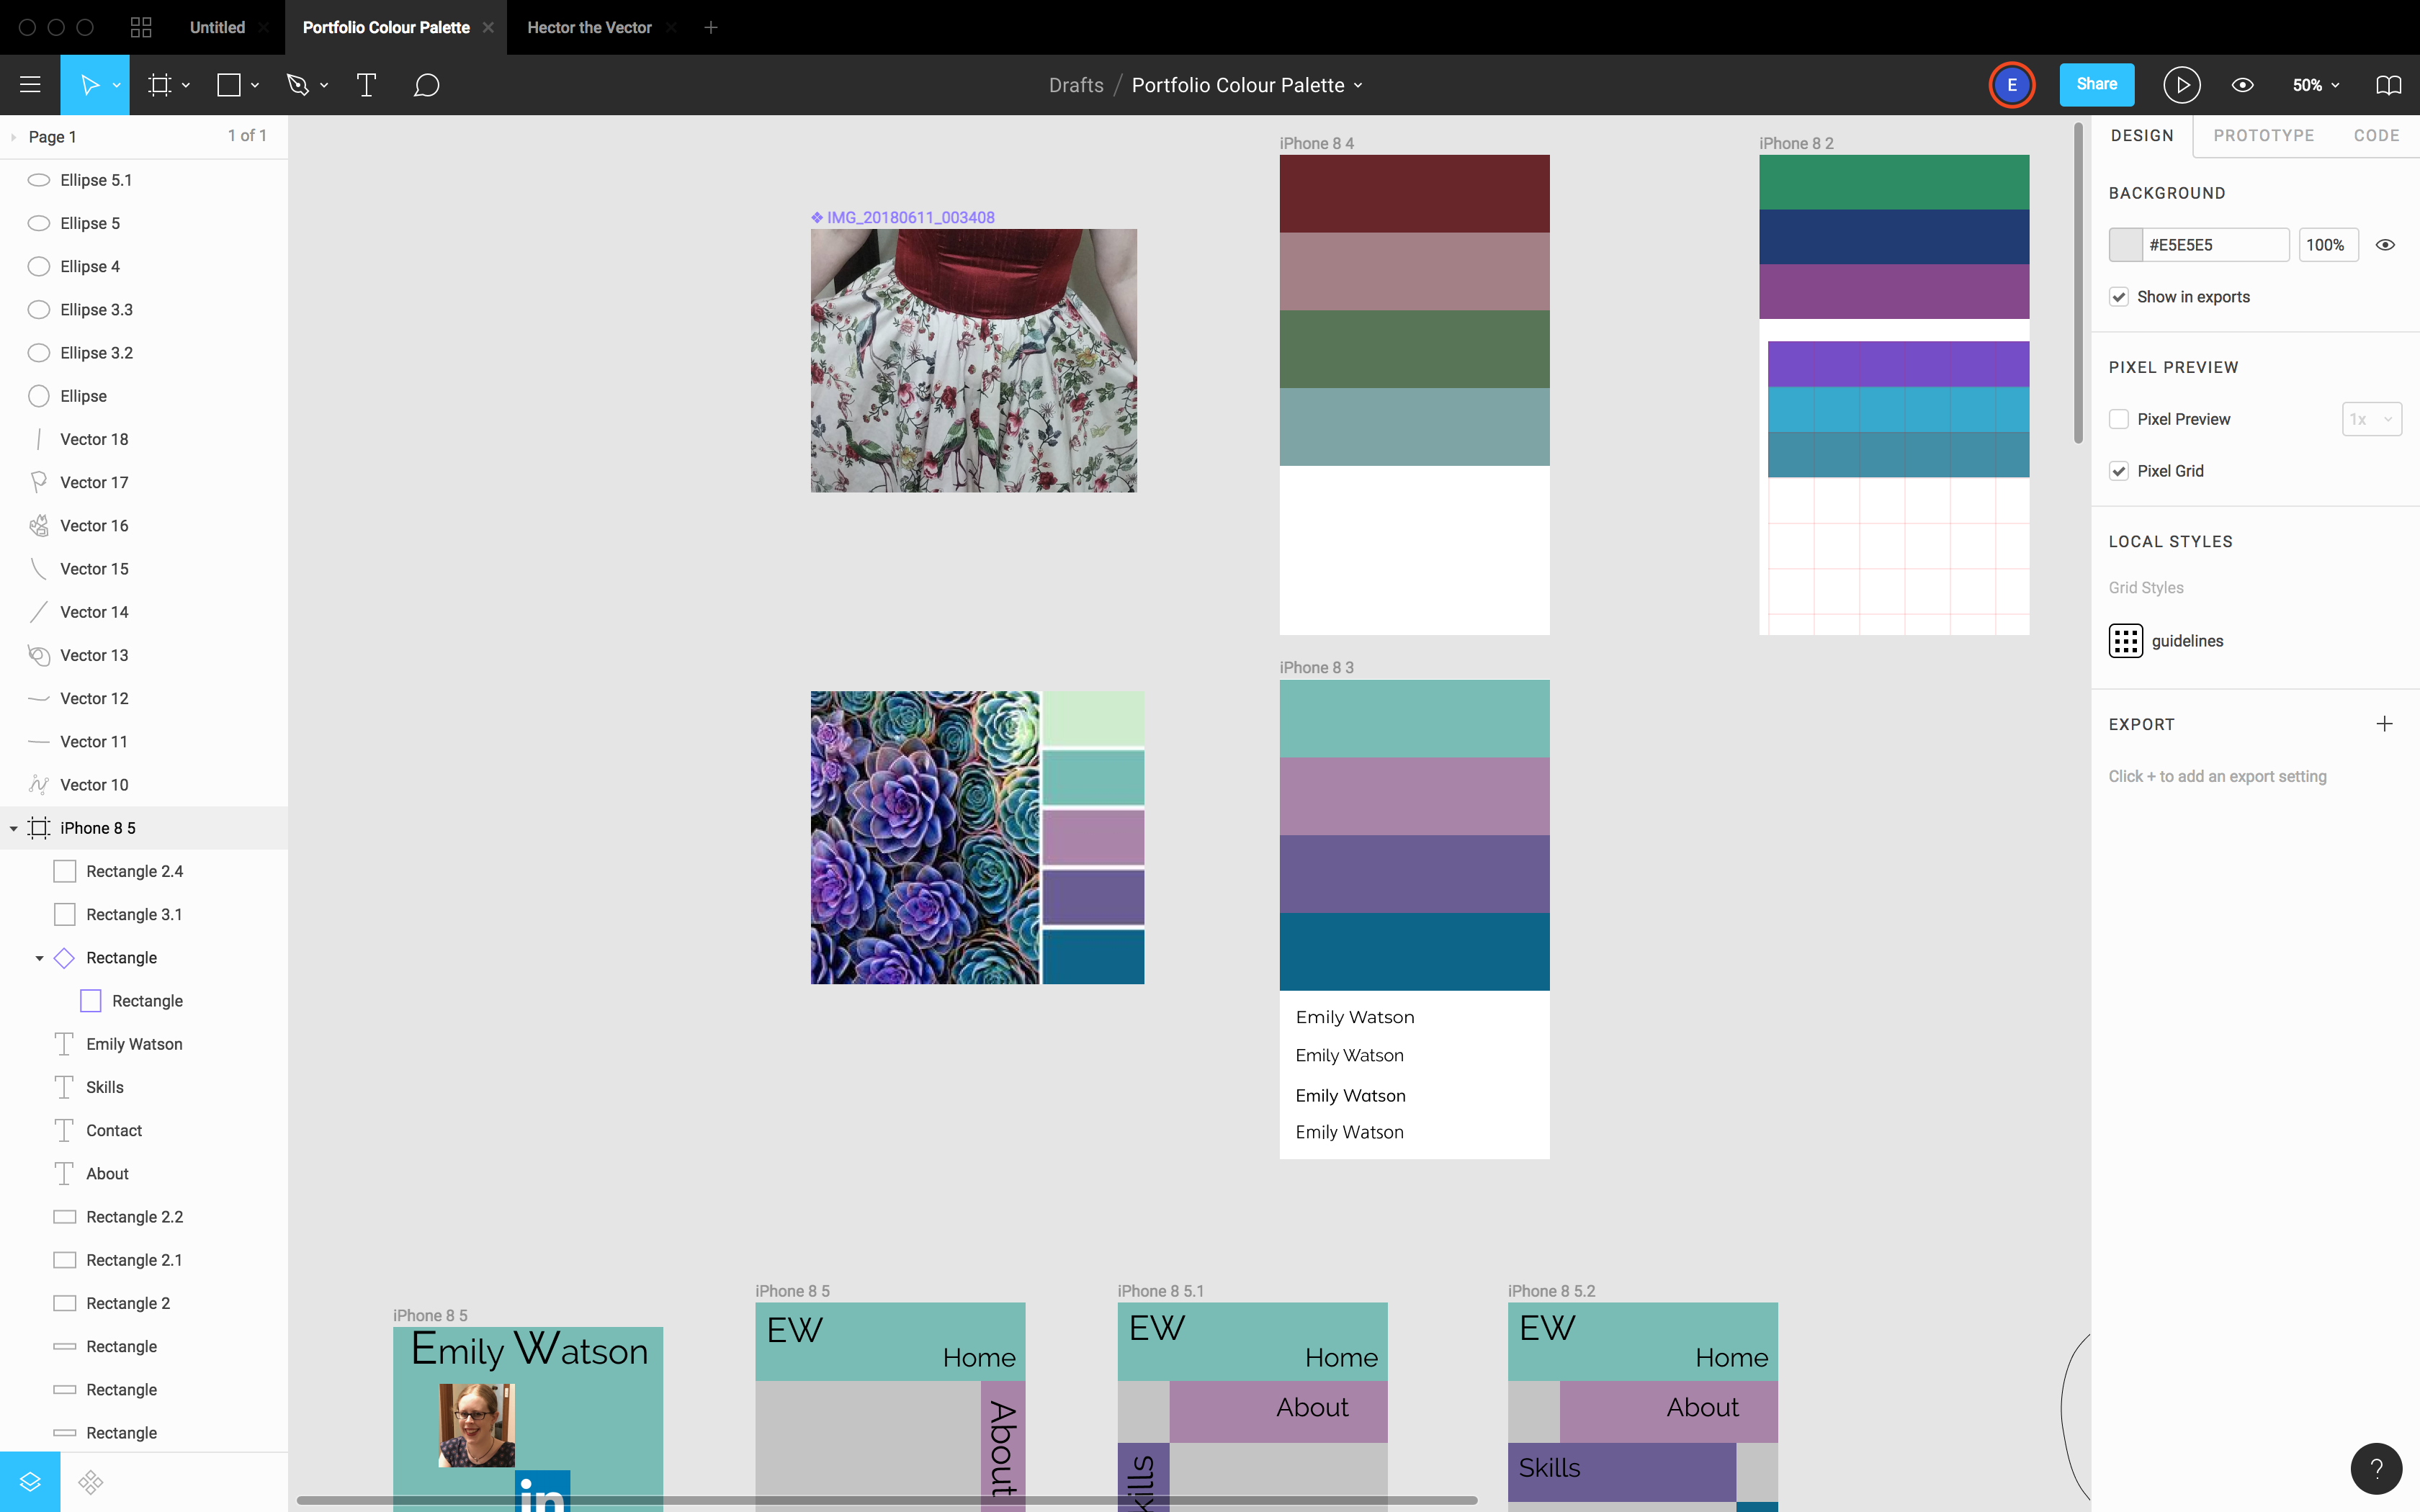 Untitled
Portfolio Colour Palette
Hector the Vector
Drafts / Portfolio Colour Palette
E
Share
50%
Page 1
1 of 1
Ellipse 5.1
Ellipse 5
Ellipse 4
Ellipse 3.3
Ellipse 3.2
Ellipse
Vector 18
Vector 17
Vector 16
Vector 15
Vector 14
Vector 13
Vector 12
Vector 11
Vector 10
iPhone 8 5
Rectangle 2.4
Rectangle 3.1
Rectangle
Rectangle
Emily Watson
Skills
Contact
About
Rectangle 2.2
Rectangle 2.1
Rectangle 2
Rectangle
Rectangle
Rectangle
IMG_20180611_003408
iPhone 8 4
iPhone 8 2
iPhone 8 3
Emily Watson
Emily Watson
Emily Watson
Emily Watson
iPhone 8 5
Emily Watson
in
iPhone 8 5
EW
Home
About
iPhone 8 5.1
EW
Home
About
Skills
iPhone 8 5.2
EW
Home
About
Skills
DESIGN
PROTOTYPE
CODE
BACKGROUND
#E5E5E5
100%
Show in exports
PIXEL PREVIEW
Pixel Preview
1x
Pixel Grid
LOCAL STYLES
Grid Styles
guidelines
EXPORT
Click + to add an export setting
?